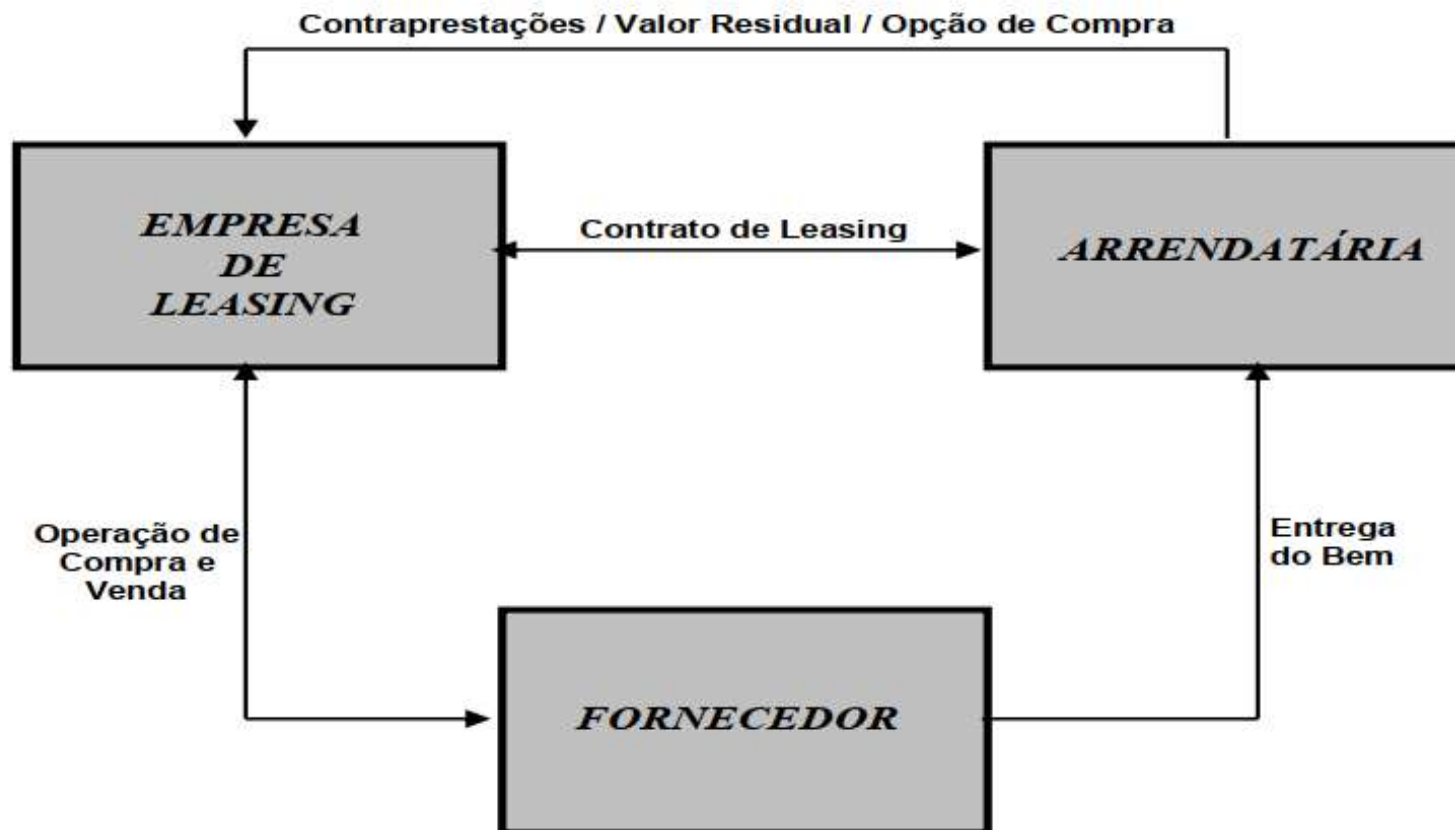 Contraprestações / Valor Residual / Opção de Compra
EMPRESA
DE
LEASING
Contrato de Leasing
ARRENDATÁRIA
Operação de
Compra e
Venda
Entrega
do Bem
FORNECEDOR